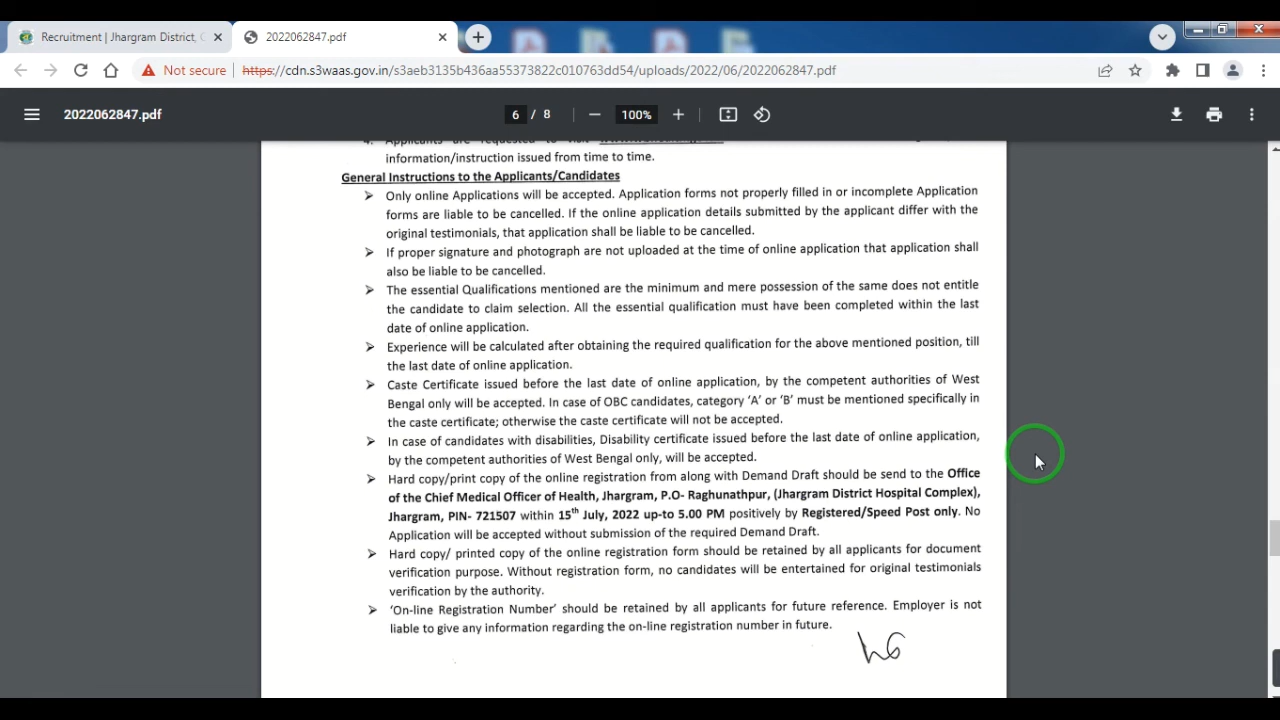 Recruitment | Jhargram District,
2022062847.pdf
Not secure
https://cdn.s3waas.gov.in/s3aeb3135b436aa55373822c010763dd54/uploads/2022/06/2022062847.pdf
2022062847.pdf
6 / 8
100%
information/instruction issued from time to time.
General Instructions to the Applicants/Candidates
➢ Only online Applications will be accepted. Application forms not properly filled in or incomplete Application
forms are liable to be cancelled. If the online application details submitted by the applicant differ with the
original testimonials, that application shall be liable to be cancelled.
➢ If proper signature and photograph are not uploaded at the time of online application that application shall
also be liable to be cancelled.
➢ The essential Qualifications mentioned are the minimum and mere possession of the same does not entitle
the candidate to claim selection. All the essential qualification must have been completed within the last
date of online application.
➢ Experience will be calculated after obtaining the required qualification for the above mentioned position, till
the last date of online application.
➢ Caste Certificate issued before the last date of online application, by the competent authorities of West
Bengal only will be accepted. In case of OBC candidates, category ‘A’ or ‘B’ must be mentioned specifically in
the caste certificate; otherwise the caste certificate will not be accepted.
➢ In case of candidates with disabilities, Disability certificate issued before the last date of online application,
by the competent authorities of West Bengal only, will be accepted.
➢ Hard copy/print copy of the online registration from along with Demand Draft should be send to the Office
of the Chief Medical Officer of Health, Jhargram, P.O- Raghunathpur, (Jhargram District Hospital Complex),
Jhargram, PIN- 721507 within 15th July, 2022 up-to 5.00 PM positively by Registered/Speed Post only. No
Application will be accepted without submission of the required Demand Draft.
➢ Hard copy/ printed copy of the online registration form should be retained by all applicants for document
verification purpose. Without registration form, no candidates will be entertained for original testimonials
verification by the authority.
➢ ‘On-line Registration Number’ should be retained by all applicants for future reference. Employer is not
liable to give any information regarding the on-line registration number in future.